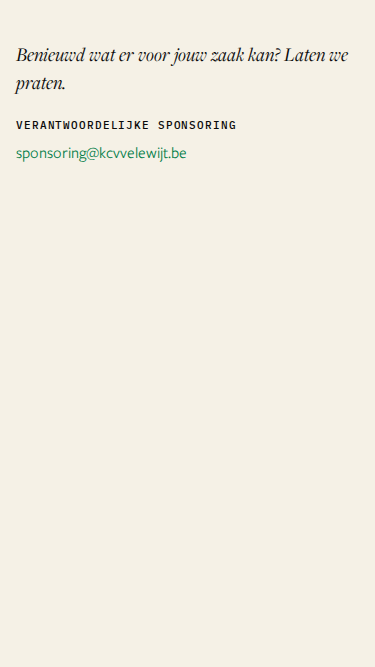 Benieuwd wat er voor jouw zaak kan? Laten we
praten.
VERANTWOORDELIJKE SPONSORING
sponsoring@kcvvelewijt.be